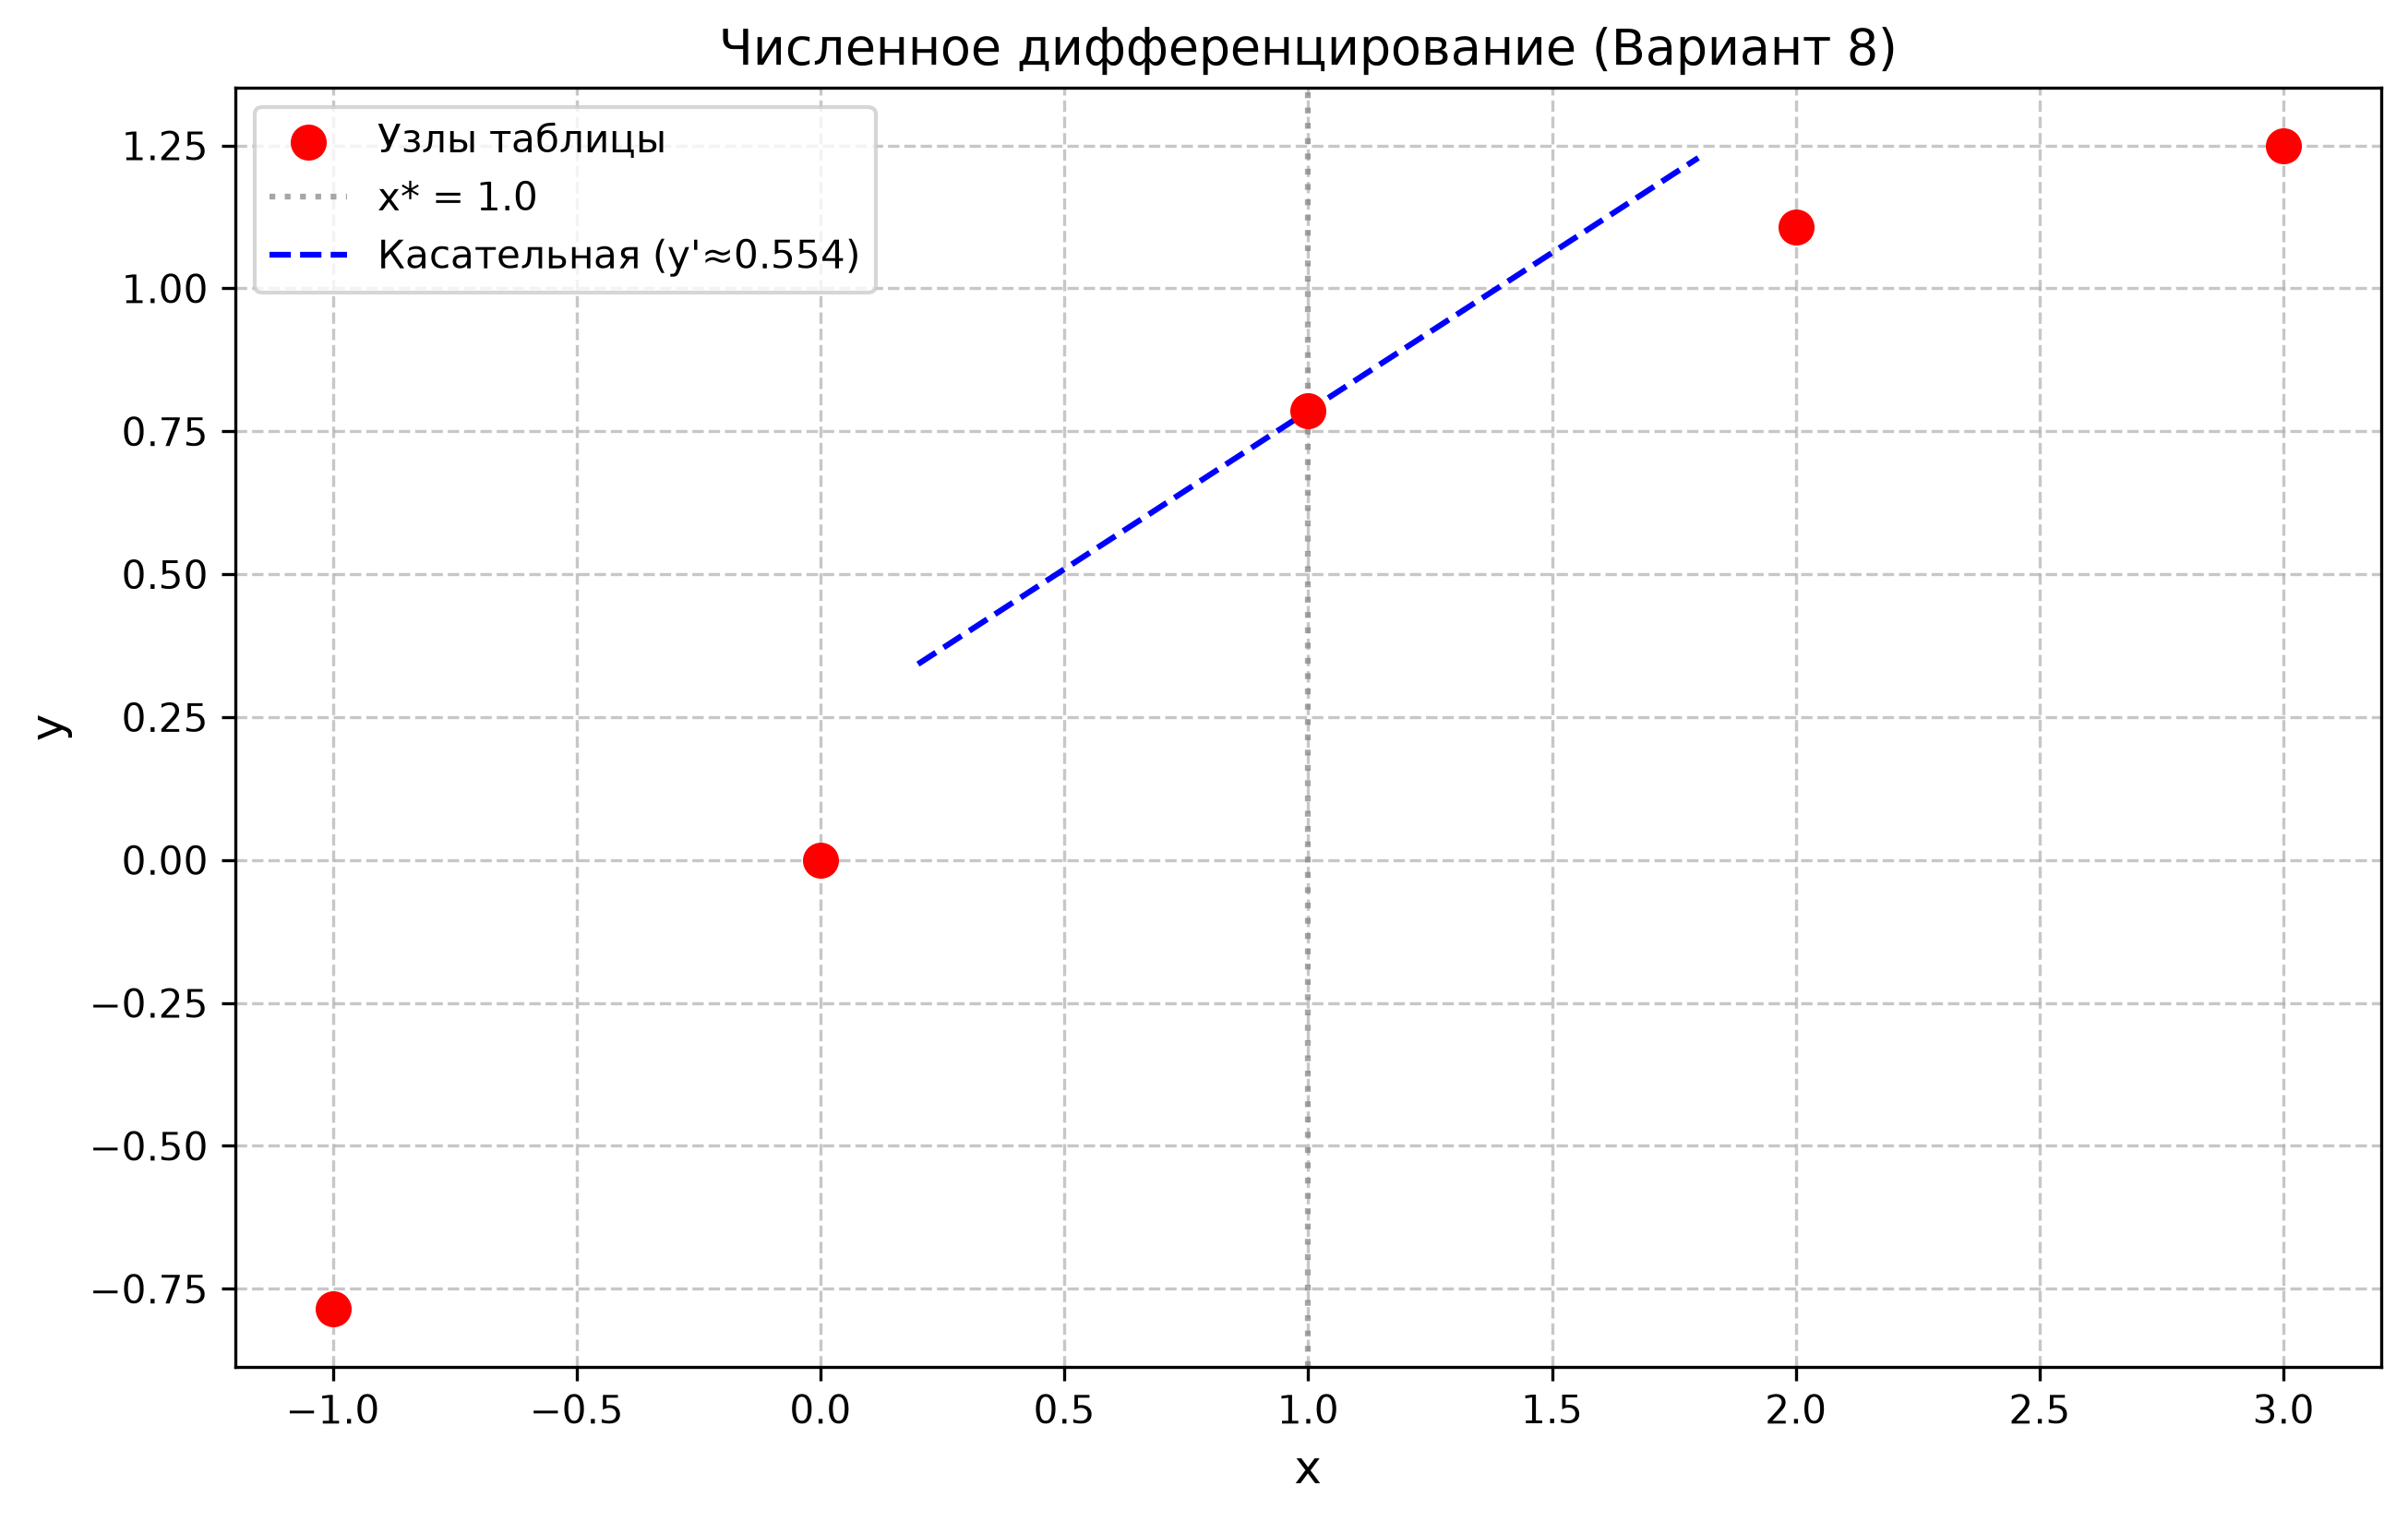 Численное дифференцирование (Вариант 8)
Узлы таблицы
x* = 1.0
Касательная (y'≈0.554)
1.25
1.00
0.75
0.50
0.25
0.00
−0.25
−0.50
−0.75
y
−1.0 −0.5 0.0 0.5 1.0 1.5 2.0 2.5 3.0
x